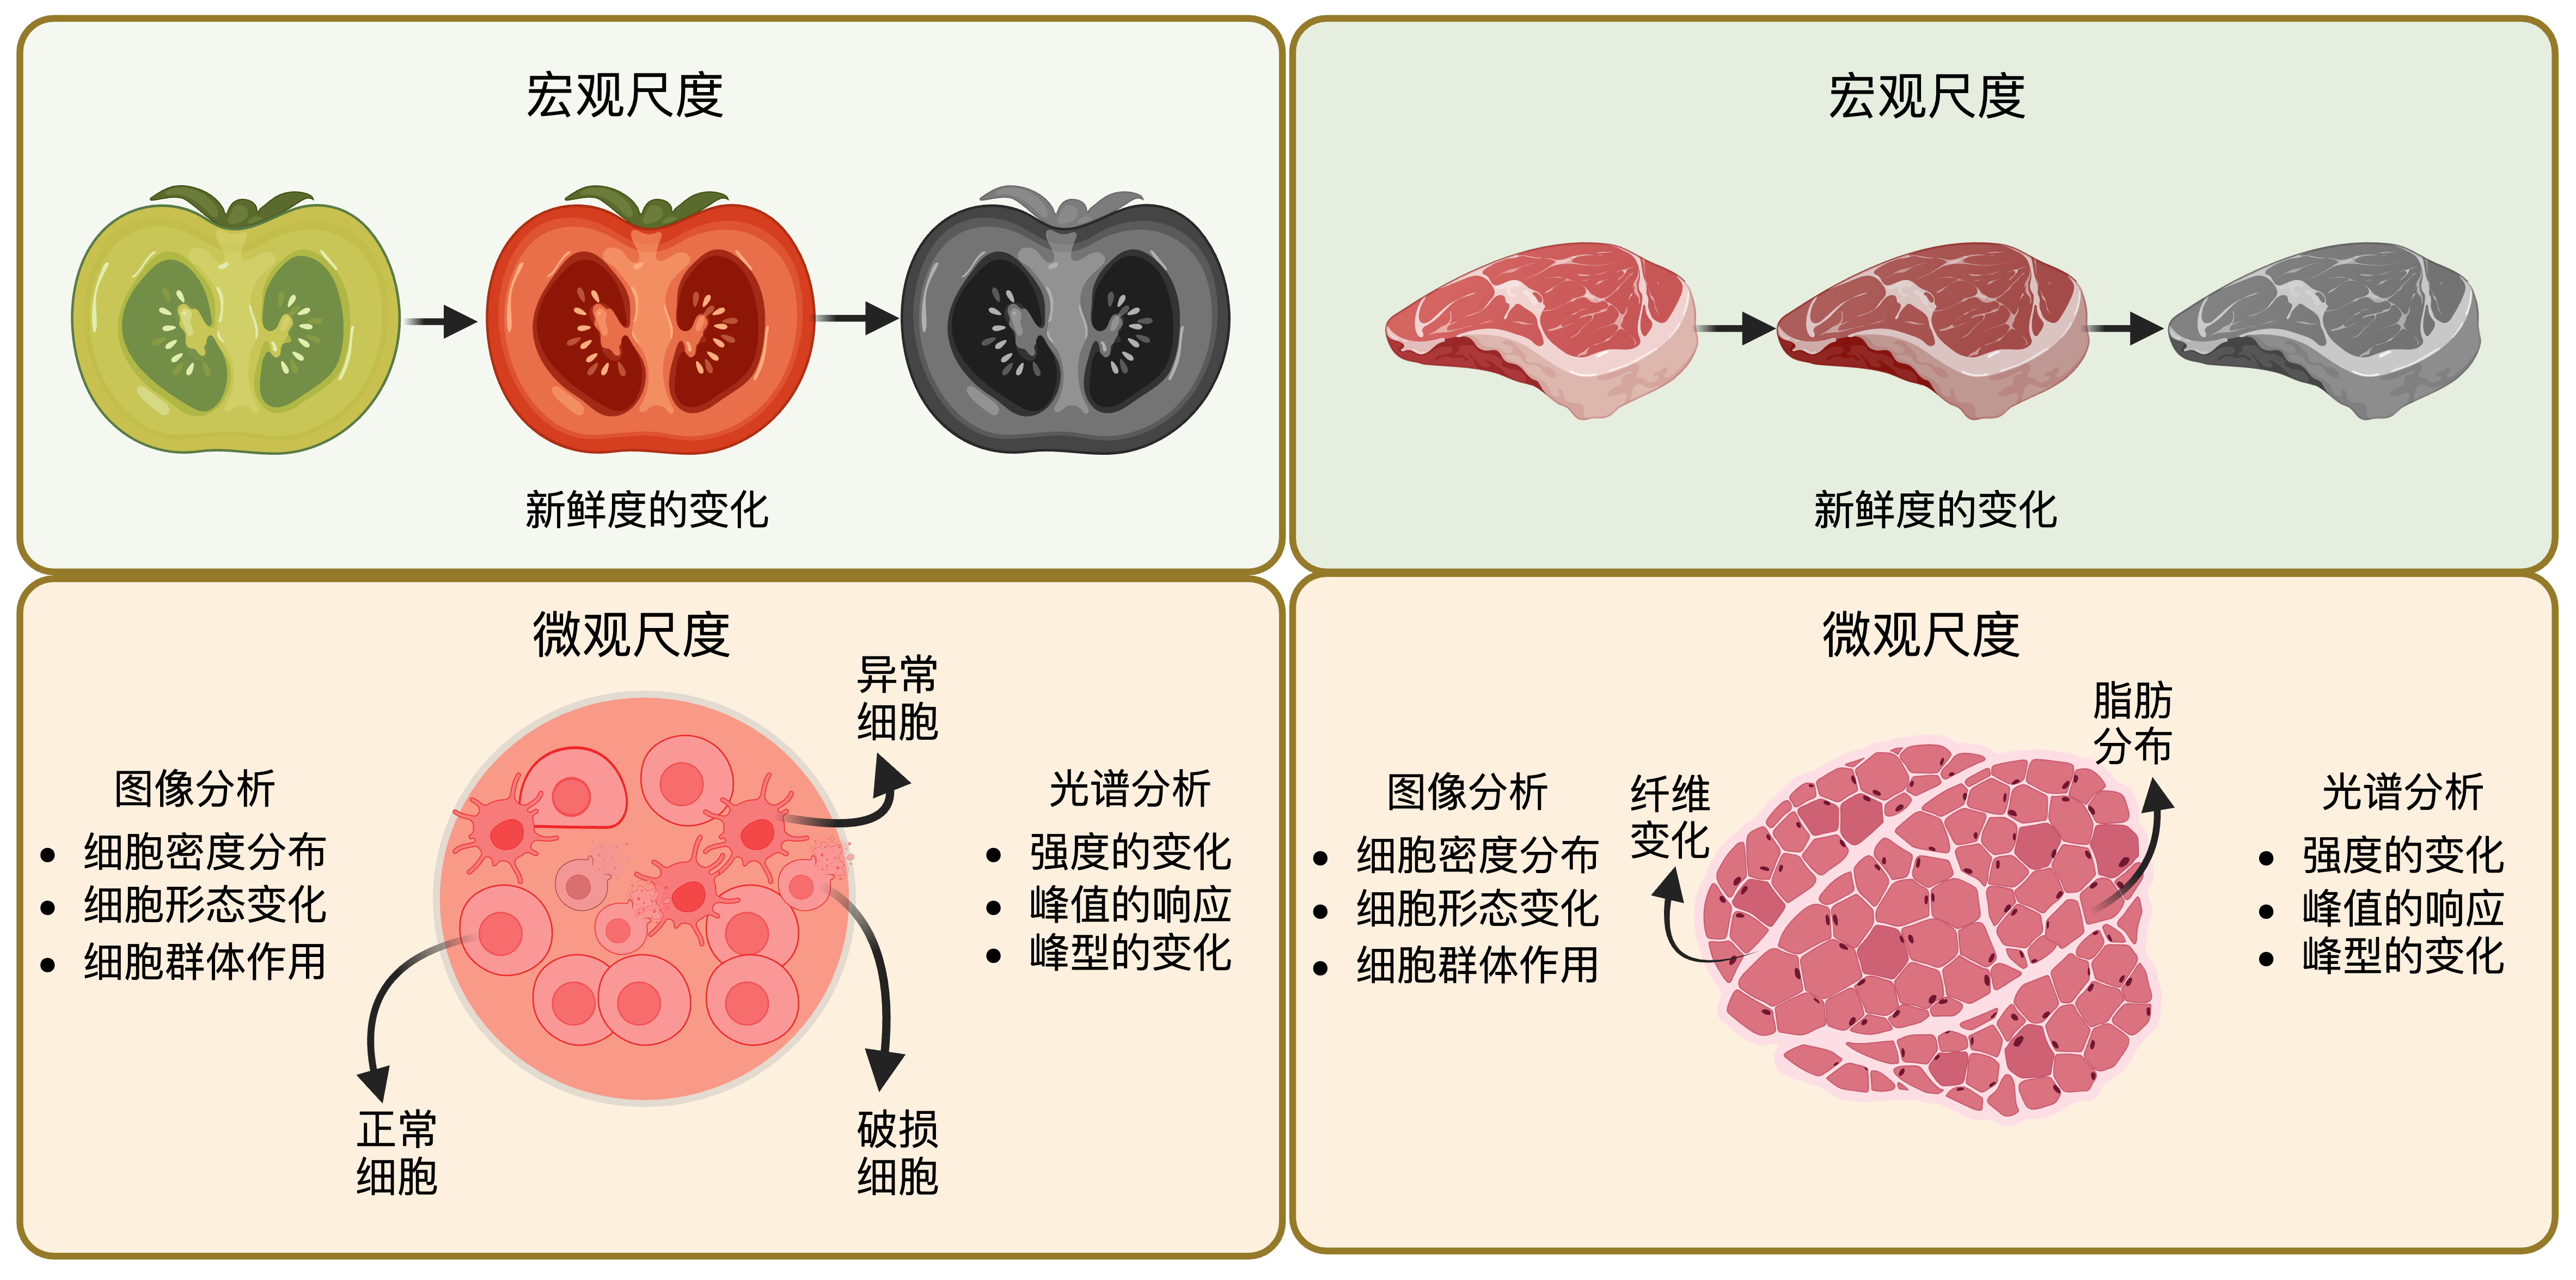 宏观尺度
新鲜度的变化
宏观尺度
新鲜度的变化
微观尺度
异常
细胞
图像分析
• 细胞密度分布
• 细胞形态变化
• 细胞群体作用
光谱分析
• 强度的变化
• 峰值的响应
• 峰型的变化
正常
细胞
破损
细胞
微观尺度
脂肪
分布
图像分析
• 细胞密度分布
• 细胞形态变化
• 细胞群体作用
纤维
变化
光谱分析
• 强度的变化
• 峰值的响应
• 峰型的变化